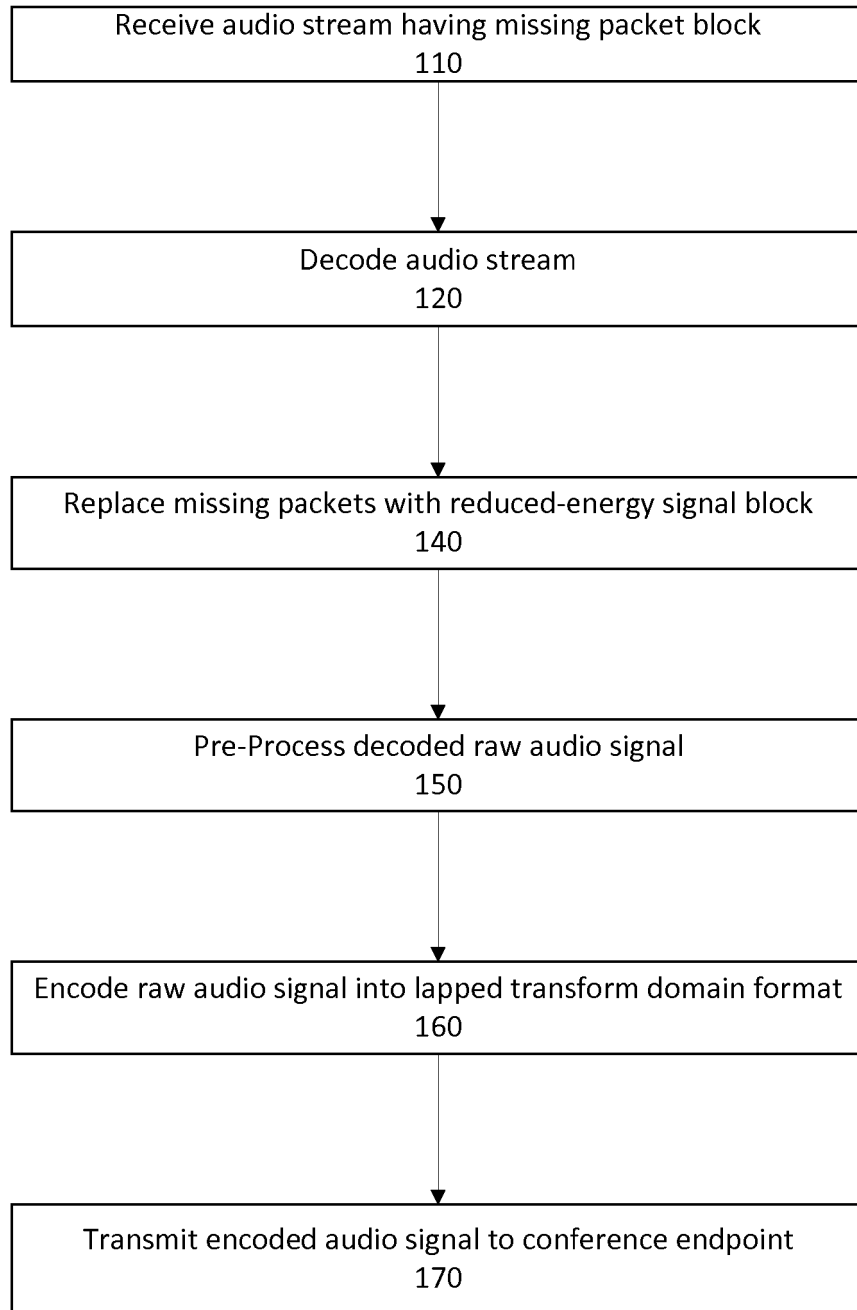 Receive audio stream having missing packet block
110
Decode audio stream
120
Replace missing packets with reduced-energy signal block
140
Pre-Process decoded raw audio signal
150
Encode raw audio signal into lapped transform domain format
160
Transmit encoded audio signal to conference endpoint
170